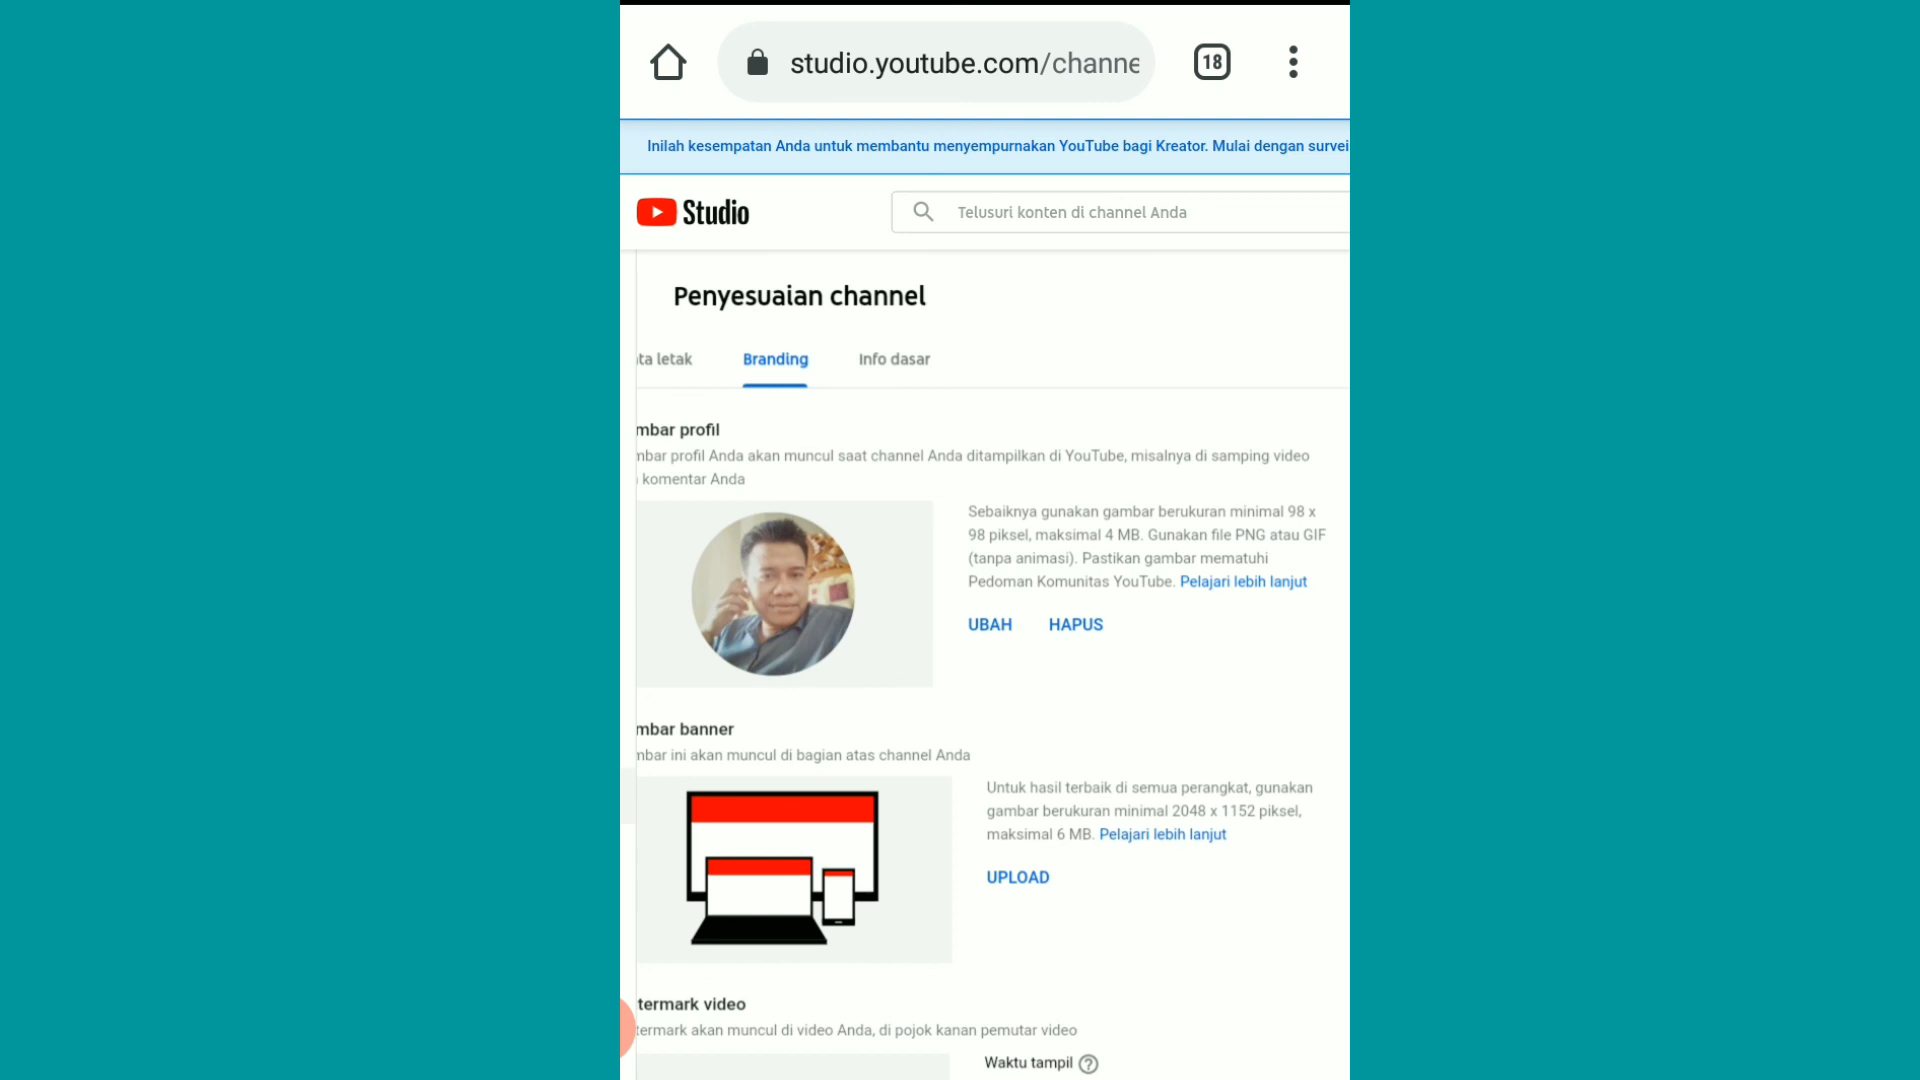 studio.youtube.com/channe
18
Inilah kesempatan Anda untuk membantu menyempurnakan YouTube bagi Kreator. Mulai dengan survei
Studio
Telusuri konten di channel Anda
Penyesuaian channel
ta letak Branding Info dasar
mbar profil
mbar profil Anda akan muncul saat channel Anda ditampilkan di YouTube, misalnya di samping video
komentar Anda
Sebaiknya gunakan gambar berukuran minimal 98 x
98 piksel, maksimal 4 MB. Gunakan file PNG atau GIF
(tanpa animasi). Pastikan gambar mematuhi
Pedoman Komunitas YouTube. Pelajari lebih lanjut
UBAH HAPUS
mbar banner
mbar ini akan muncul di bagian atas channel Anda
Untuk hasil terbaik di semua perangkat, gunakan
gambar berukuran minimal 2048 x 1152 piksel,
maksimal 6 MB. Pelajari lebih lanjut
UPLOAD
termark video
termark akan muncul di video Anda, di pojok kanan pemutar video
Waktu tampil ?